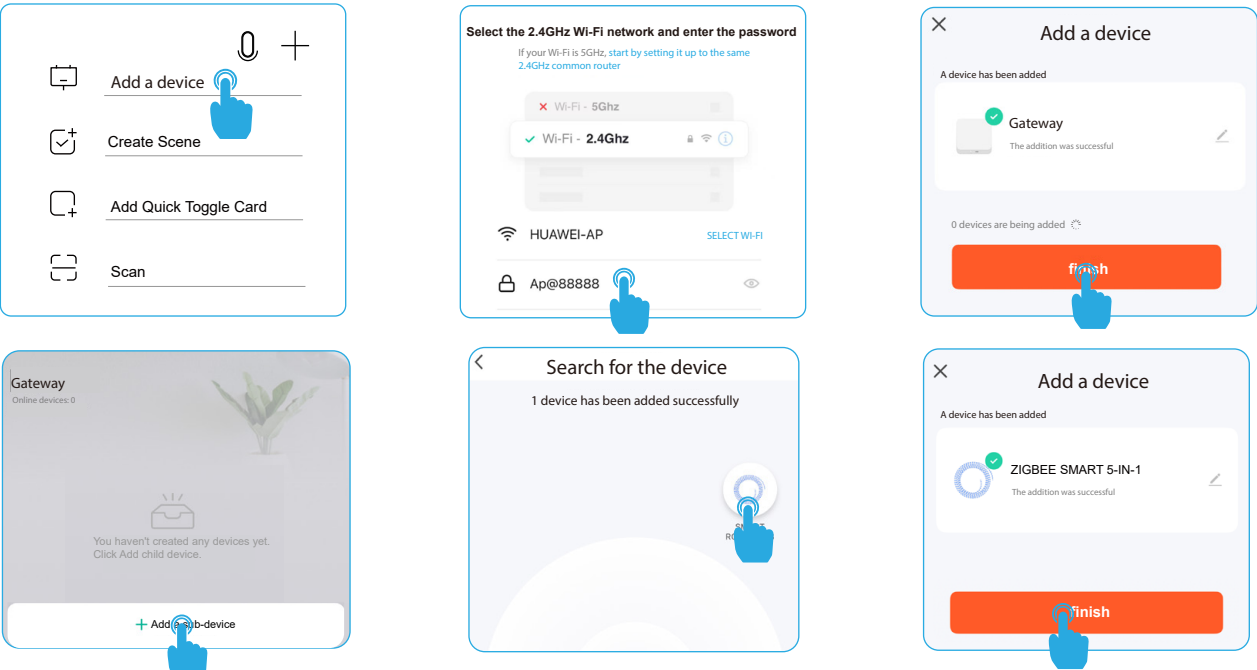 Add a device
Create Scene
Add Quick Toggle Card
Scan
Select the 2.4GHz Wi-Fi network and enter the password
If your Wi-Fi is 5GHz, start by setting it up to the same
2.4GHz common router
Wi-Fi - 5Ghz
Wi-Fi - 2.4Ghz
HUAWEI-AP SELECT WI-FI
Ap@88888
Add a device
A device has been added
Gateway
The addition was successful
0 devices are being added
finish
Gateway
Online devices: 0
You haven't created any devices yet.
Click Add child device.
+ Add a sub-device
Search for the device
1 device has been added successfully
Add a device
A device has been added
ZIGBEE SMART 5-IN-1
The addition was successful
finish